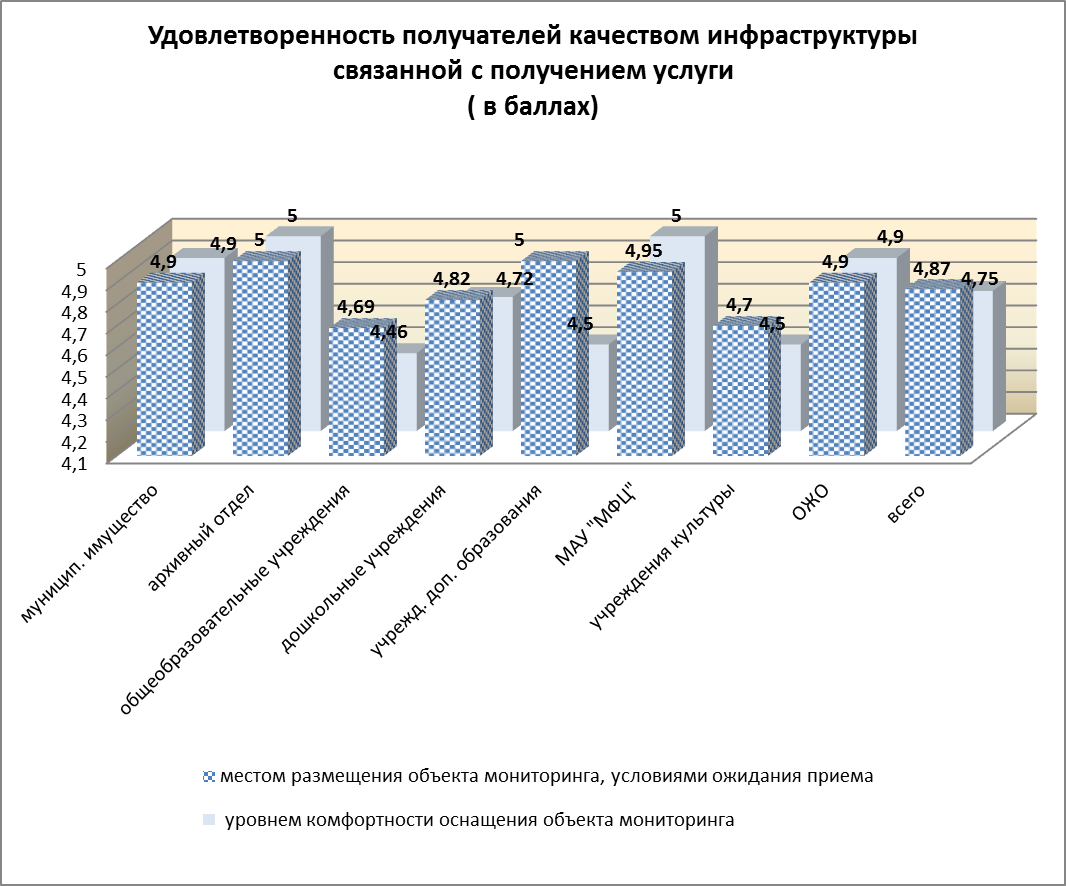 Удовлетворенность получателей качеством инфраструктуры
связанной с получением услуги
( в баллах)
5
4,9
4,8
4,7
4,6
4,5
4,4
4,3
4,2
4,1
4,9
4,9
5
5
4,69
4,46
4,82
4,72
5
4,5
4,95
5
4,7
4,5
4,9
4,9
4,87
4,75
муницип. имущество
архивный отдел
общеобразовательные учреждения
дошкольные учреждения
учрежд. доп. образования
МАУ "МФЦ"
учреждения культуры
ОЖО
всего
местом размещения объекта мониторинга, условиями ожидания приема
уровнем комфортности оснащения объекта мониторинга